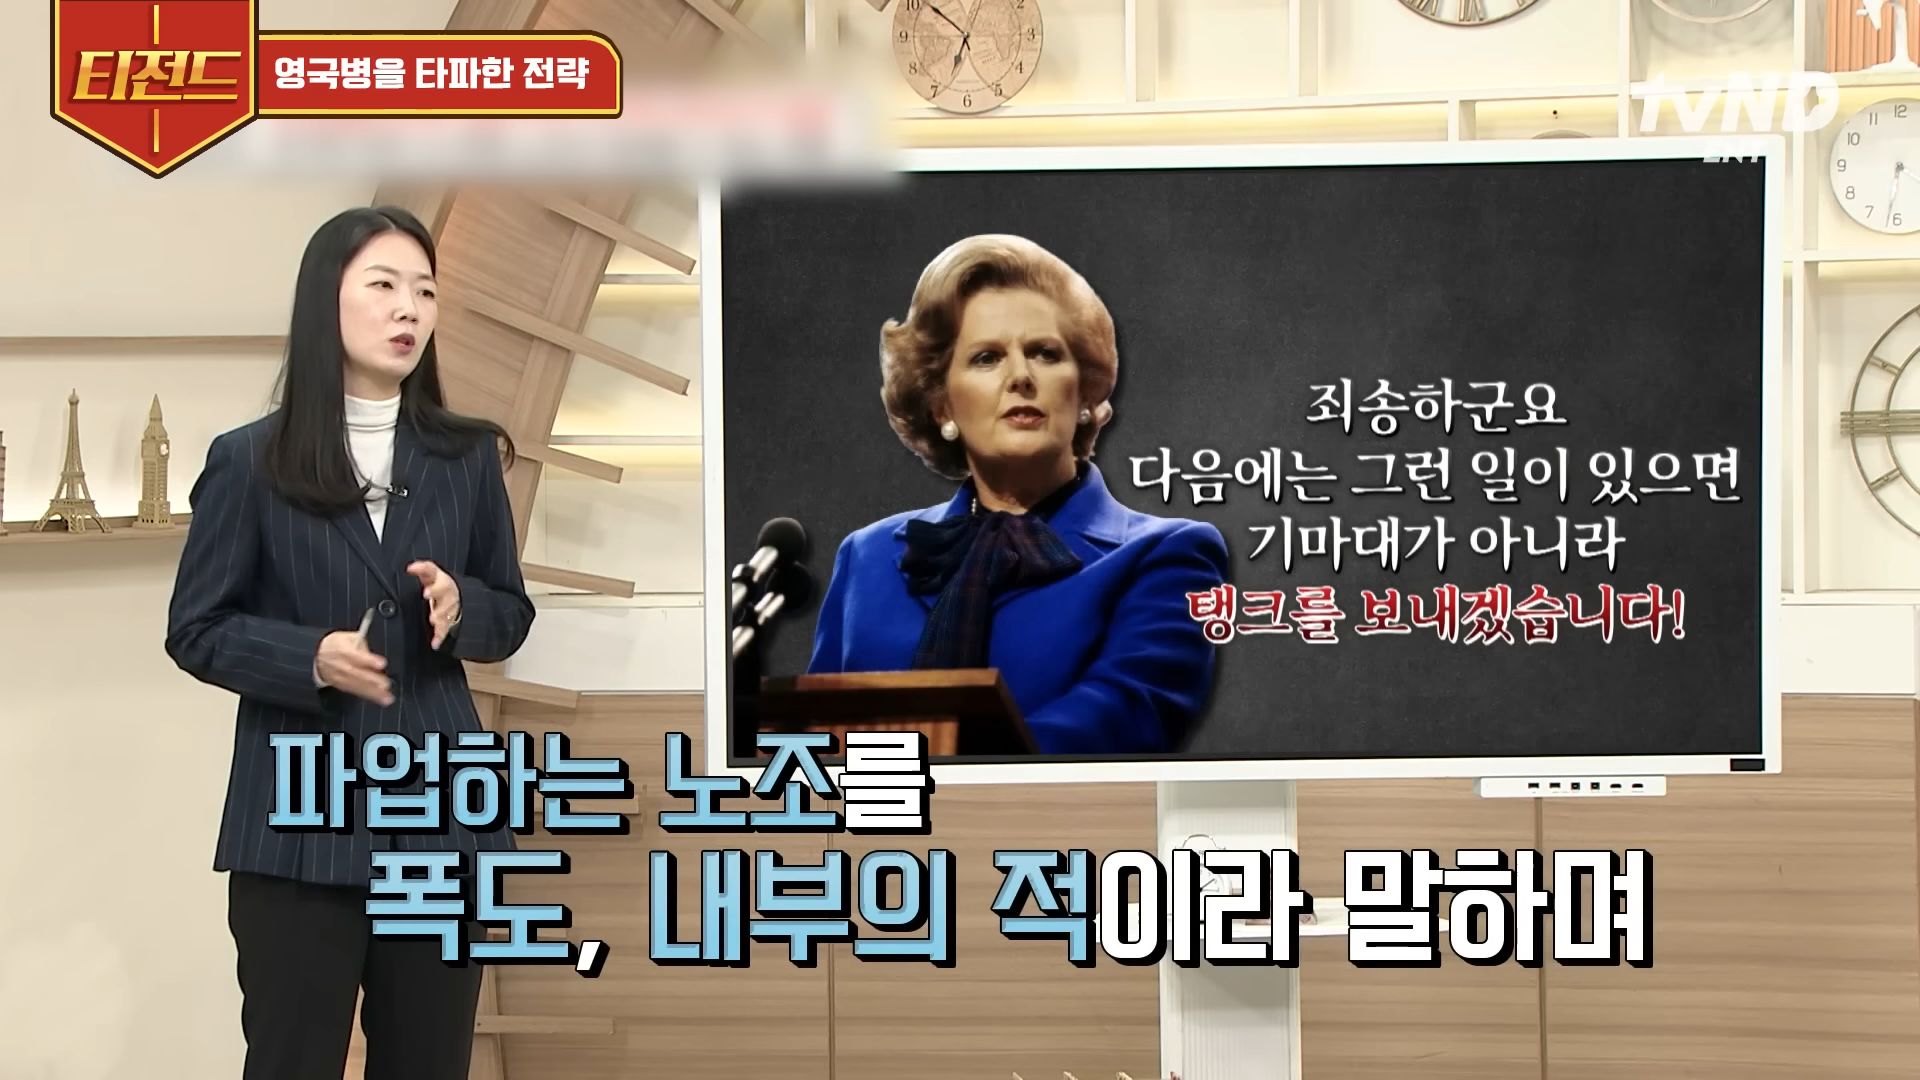 티전드
영국병을 타파한 전략
tvND
ENT
죄송하군요
다음에는 그런 일이 있으면
기마대가 아니라
탱크를 보내겠습니다!
파업하는 노조를
폭도, 내부의 적이라 말하며